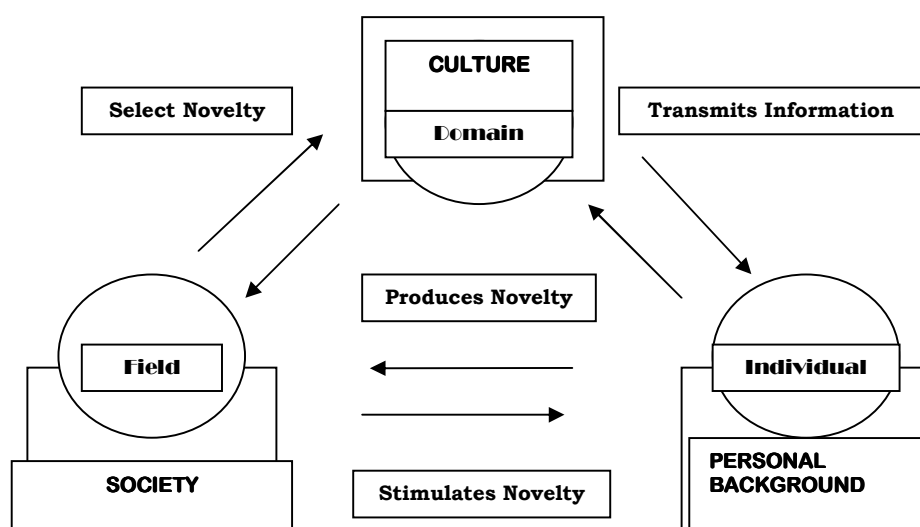 CULTURE
Select Novelty
Transmits Information
Domain
Produces Novelty
Field
Individual
SOCIETY
Stimulates Novelty
PERSONAL
BACKGROUND